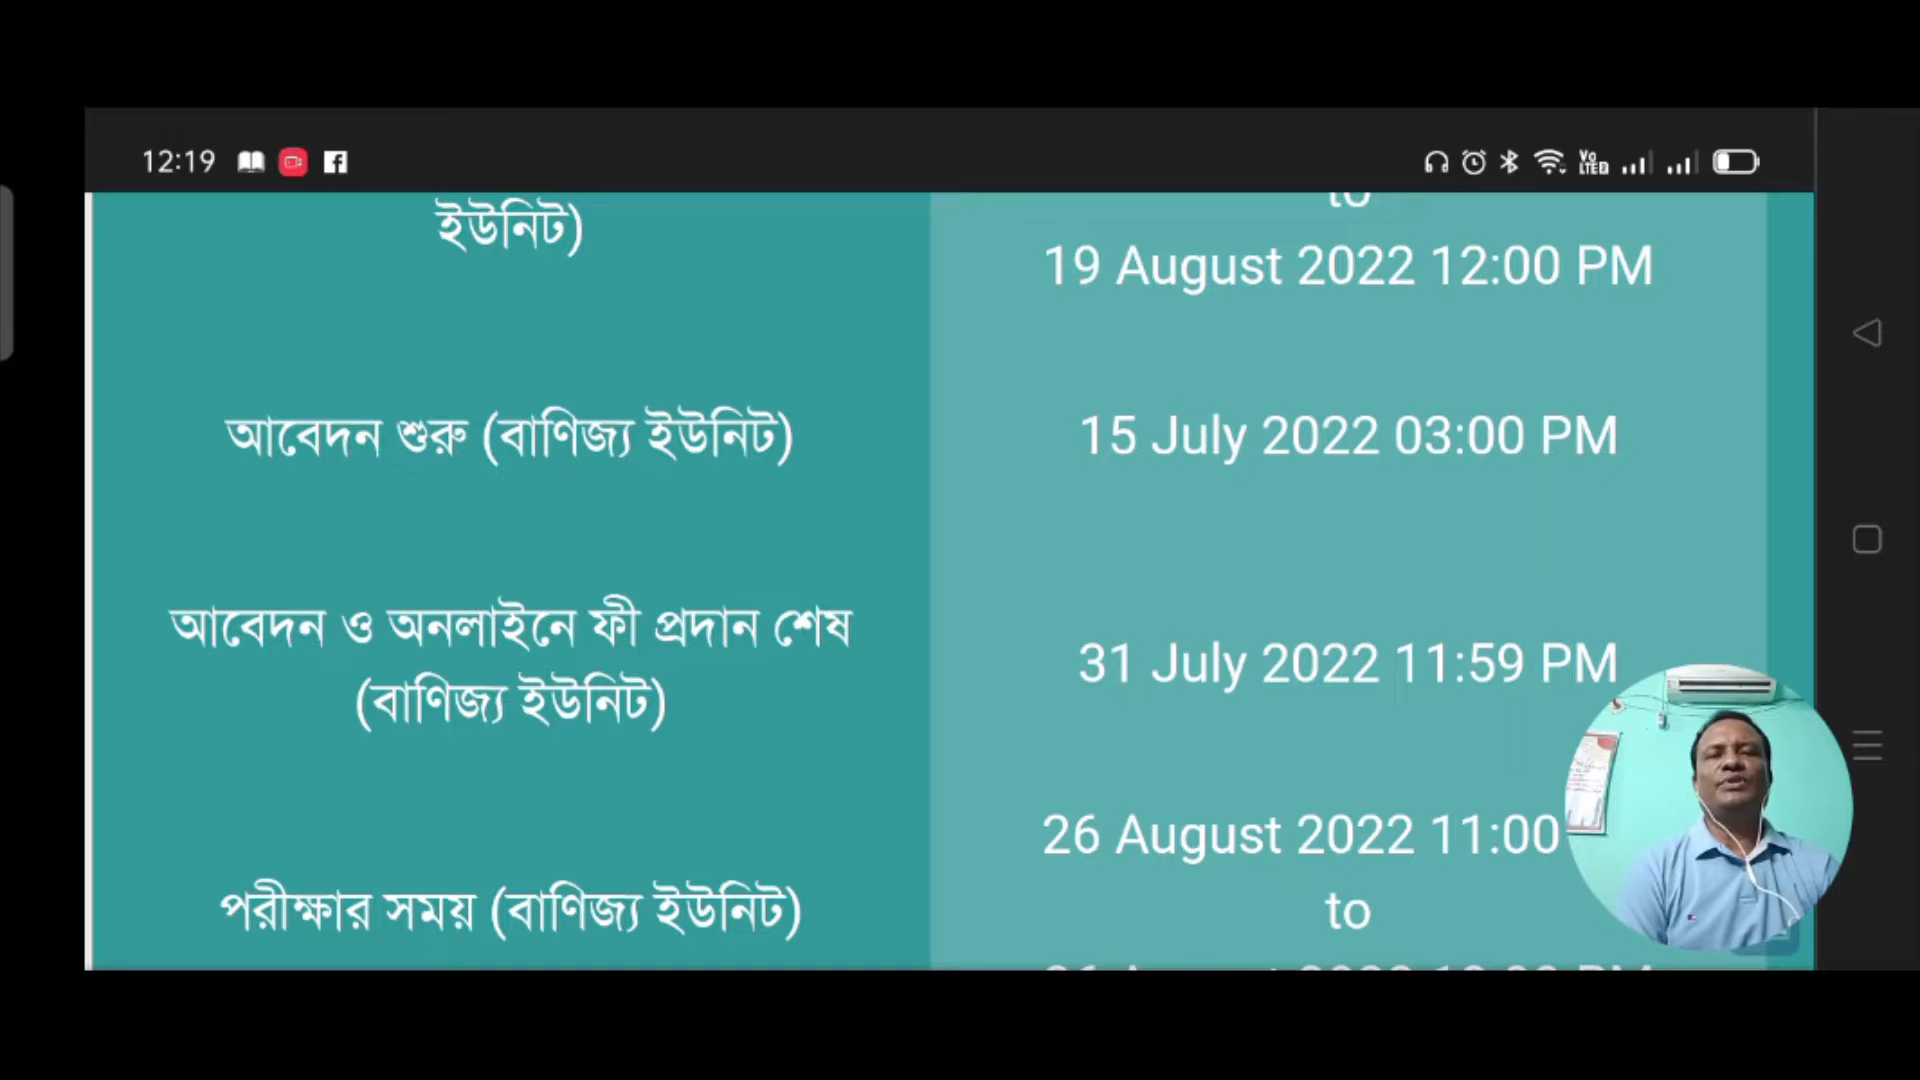 12:19
ইউনিট)
to
19 August 2022 12:00 PM
আবেদন শুরু (বাণিজ্য ইউনিট)
15 July 2022 03:00 PM
আবেদন ও অনলাইনে ফী প্রদান শেষ
(বাণিজ্য ইউনিট)
31 July 2022 11:59 PM
পরীক্ষার সময় (বাণিজ্য ইউনিট)
26 August 2022 11:00
to